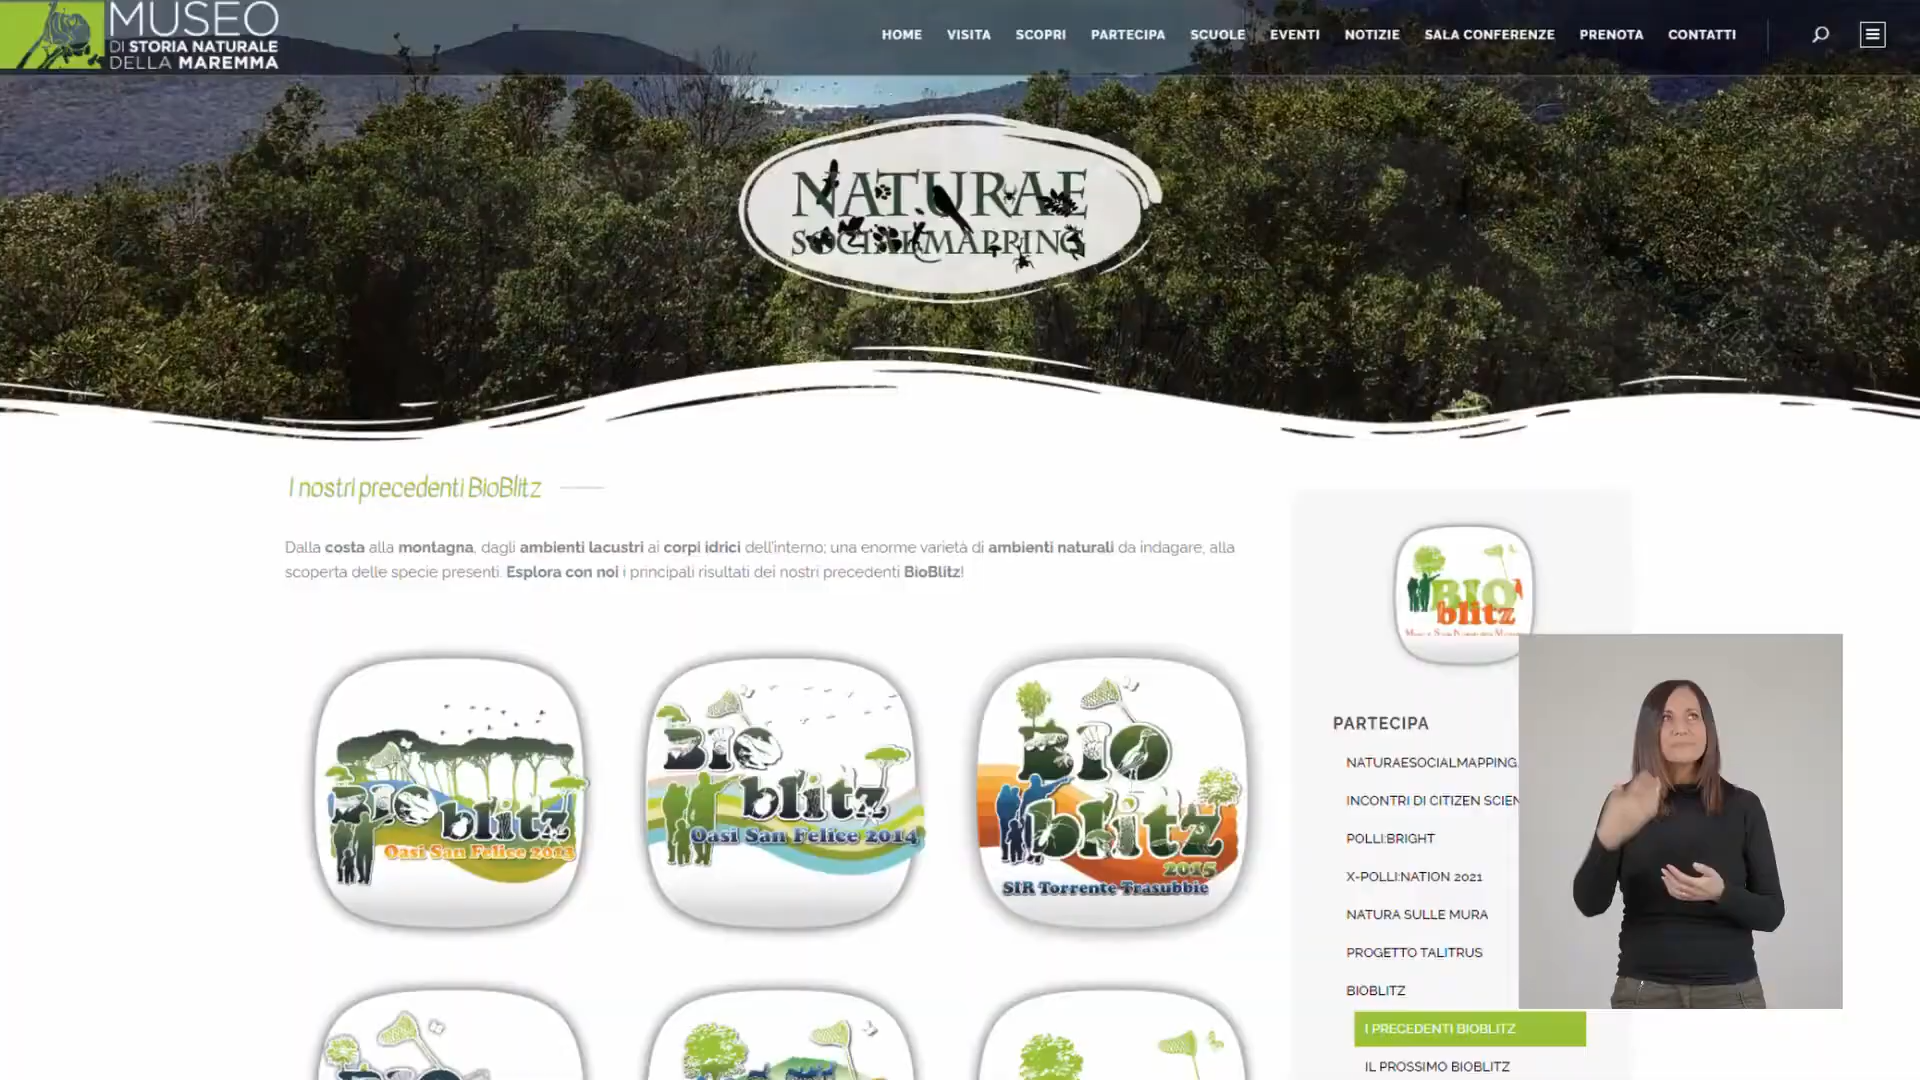 MUSEO
DI STORIA NATURALE
DELLA MAREMMA
HOME VISITA SCOPRI PARTECIPA SCUOLE EVENTI NOTIZIE SALA CONFERENZE PRENOTA CONTATTI
NATURAE
SOCIALMAPPING
I nostri precedenti BioBlitz
Dalla costa alla montagna, dagli ambienti lacustri ai corpi idrici dell'interno; una enorme varietà di ambienti naturali da indagare, alla
scoperta delle specie presenti. Esplora con noi i principali risultati dei nostri precedenti BioBlitz!
BIO blitz
Oasi San Felice 2013
BIO
blitz
Oasi San Felice 2014
BIO
blitz
2015
SIR Torrente Trasubbie
BIO
BIO
blitz
PARTECIPA
NATURAESOCIALMAPPING
INCONTRI DI CITIZEN SCIEN
POLLI:BRIGHT
X-POLLI:NATION 2021
NATURA SULLE MURA
PROGETTO TALITRUS
BIOBLITZ
I PRECEDENTI BIOBLITZ
IL PROSSIMO BIOBLITZ